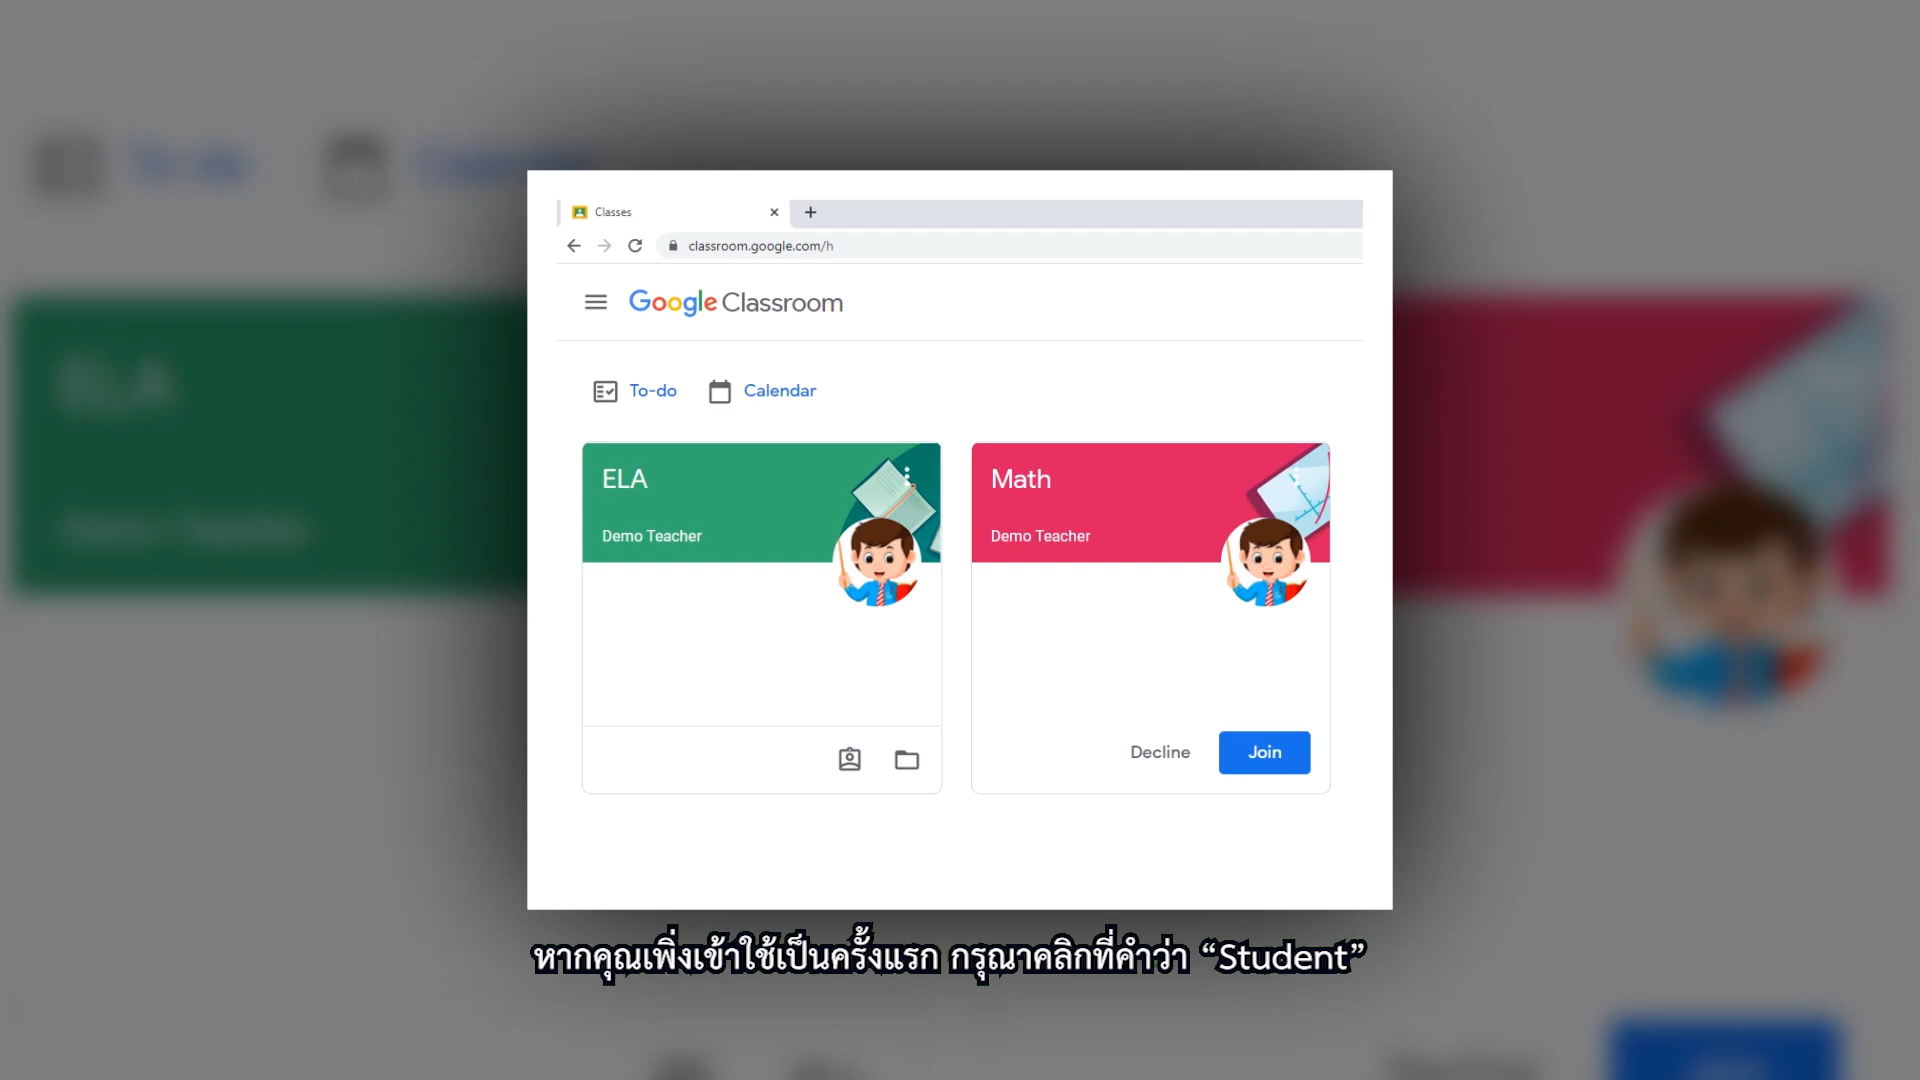 Classes
classroom.google.com/h
Google Classroom
To-do Calendar
ELA
Demo Teacher
Math
Demo Teacher
Decline Join
หากคุณเพิ่งเข้าใช้เป็นครั้งแรก กรุณาคลิกที่คำว่า “Student”